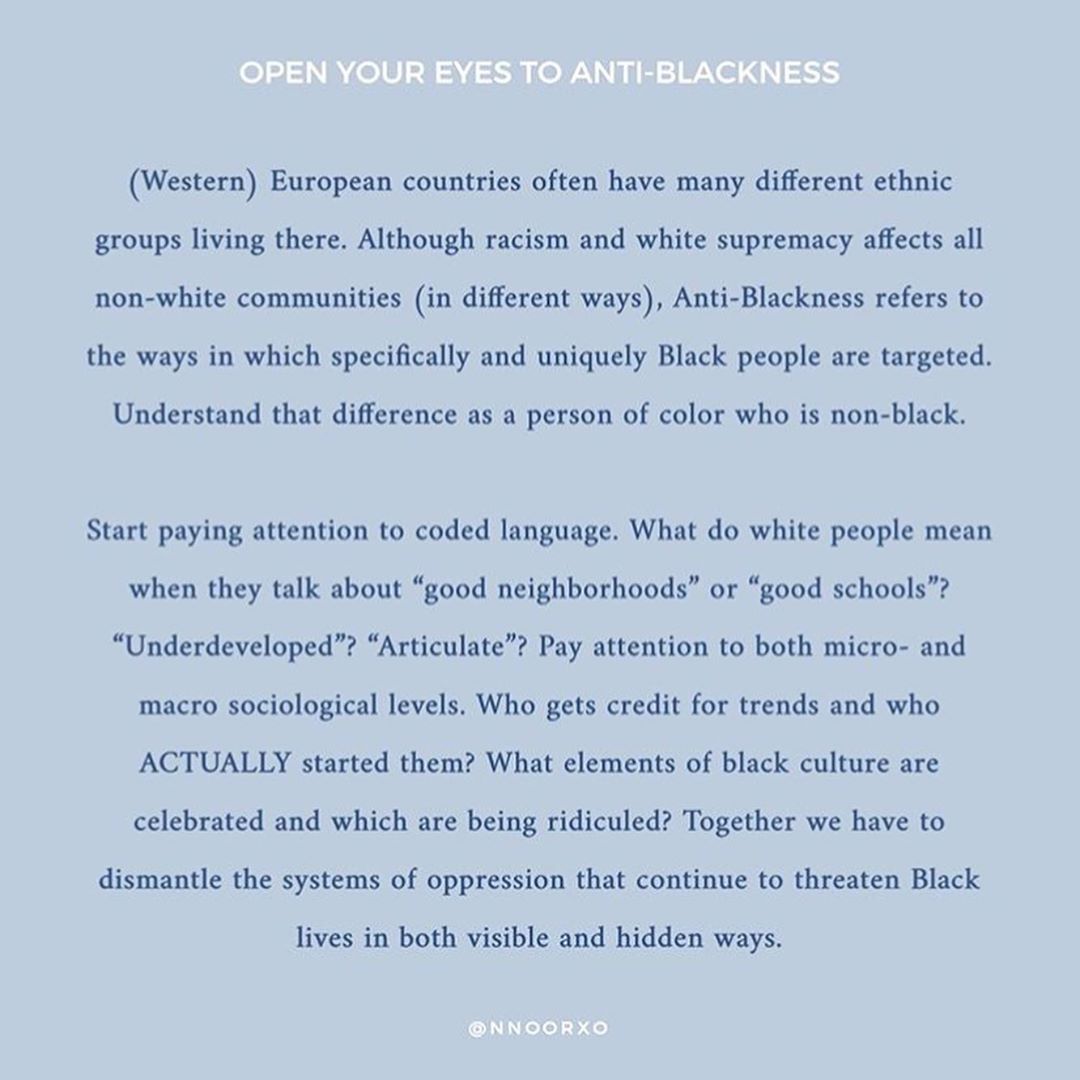 OPEN YOUR EYES TO ANTI-BLACKNESS
(Western) European countries often have many different ethnic
groups living there. Although racism and white supremacy affects all
non-white communities (in different ways), Anti-Blackness refers to
the ways in which specifically and uniquely Black people are targeted.
Understand that difference as a person of color who is non-black.
Start paying attention to coded language. What do white people mean
when they talk about “good neighborhoods” or “good schools”?
“Underdeveloped”? “Articulate”? Pay attention to both micro- and
macro sociological levels. Who gets credit for trends and who
ACTUALLY started them? What elements of black culture are
celebrated and which are being ridiculed? Together we have to
dismantle the systems of oppression that continue to threaten Black
lives in both visible and hidden ways.
@NNOORXO